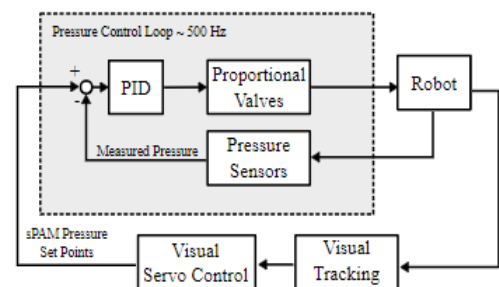 Pressure Control Loop ~ 500 Hz
+
-
PID
Proportional
Valves
Robot
Measured Pressure
Pressure
Sensors
sPAM Pressure
Set Points
Visual
Servo Control
Visual
Tracking